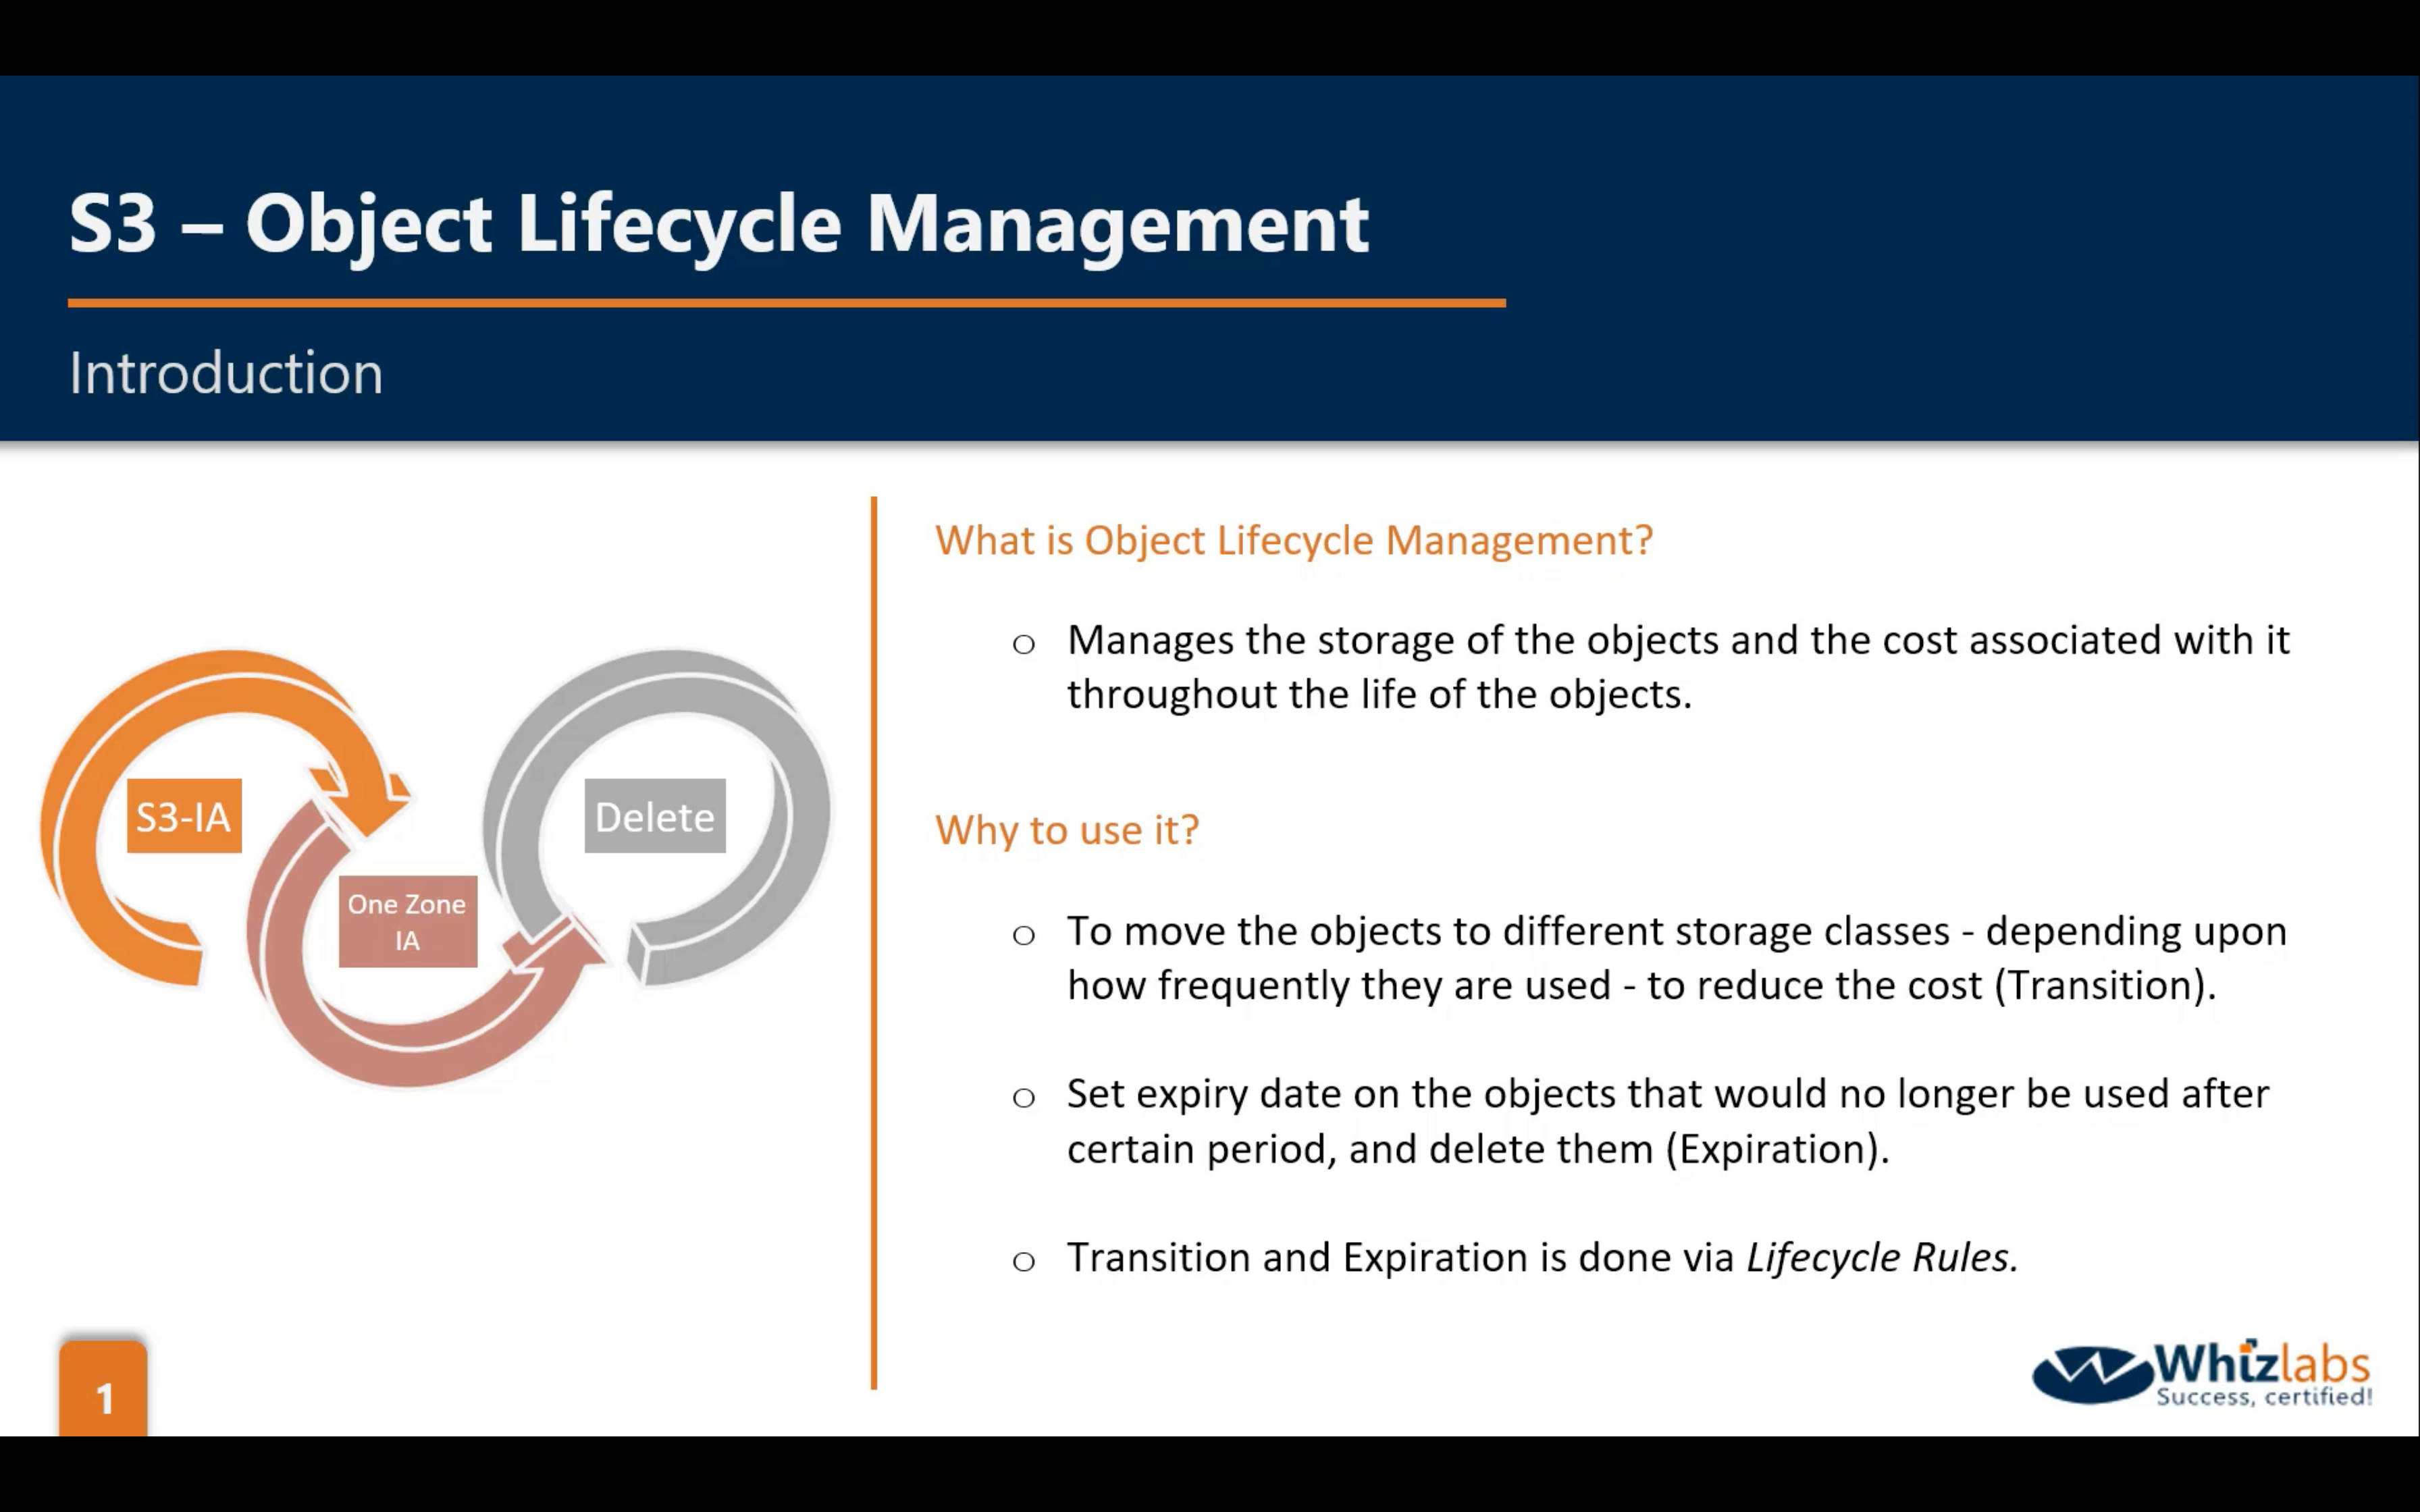 S3 – Object Lifecycle Management
Introduction
S3-IA
One Zone
IA
Delete
What is Object Lifecycle Management?
o Manages the storage of the objects and the cost associated with it
throughout the life of the objects.
Why to use it?
o To move the objects to different storage classes - depending upon
how frequently they are used - to reduce the cost (Transition).
o Set expiry date on the objects that would no longer be used after
certain period, and delete them (Expiration).
o Transition and Expiration is done via Lifecycle Rules.
1
Whizlabs
Success, certified!